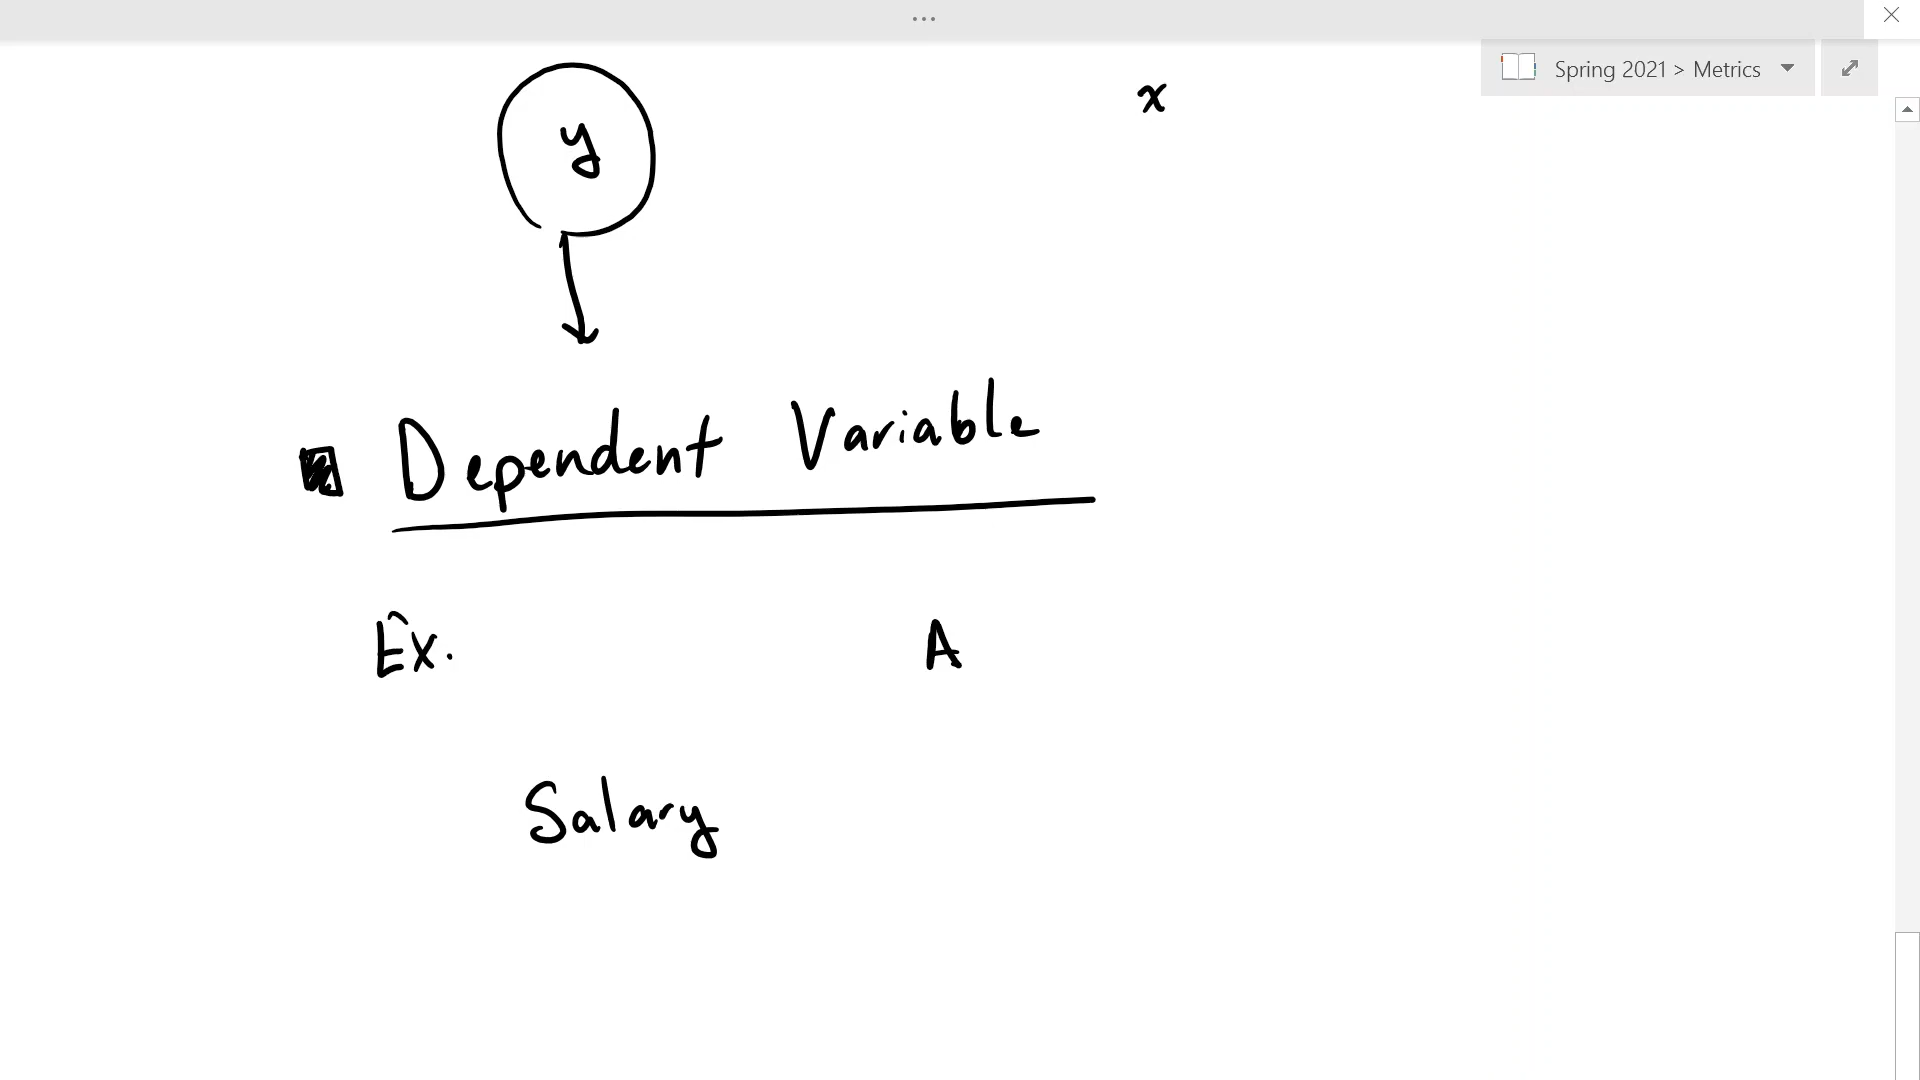 ...
Spring 2021 > Metrics
y x
Dependent Variable
Ex. A
Salary